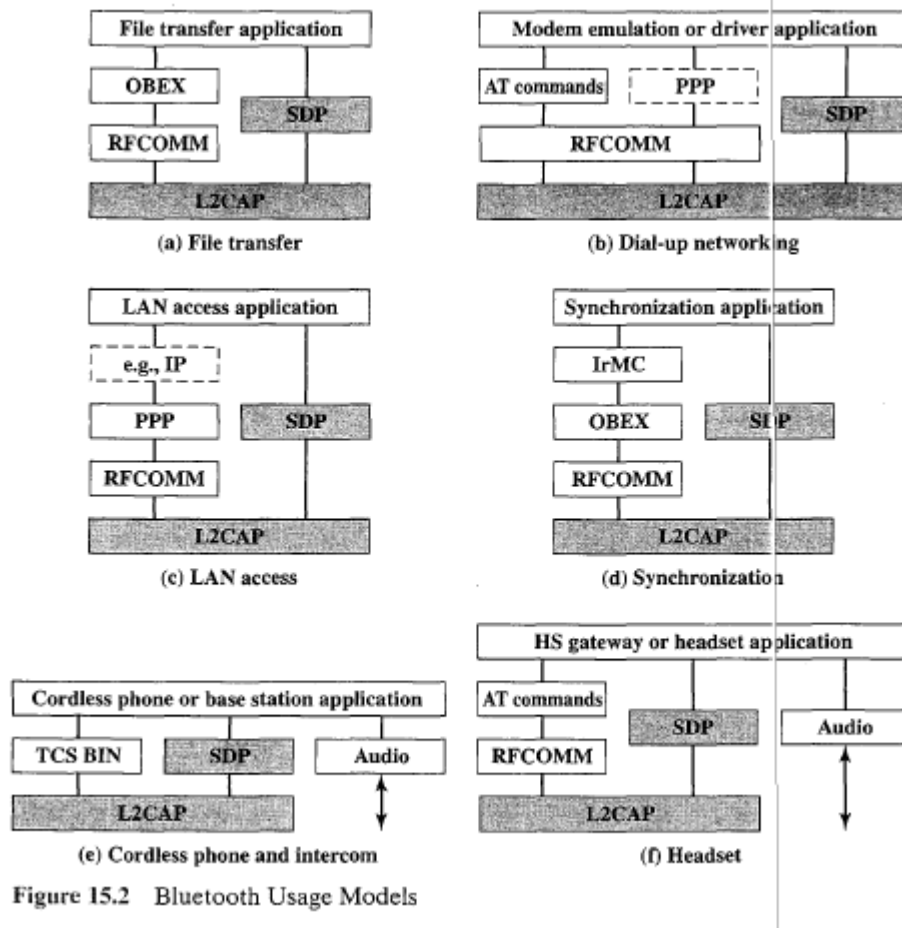 File transfer application
OBEX
SDP
RFCOMM
L2CAP
(a) File transfer
Modem emulation or driver application
AT commands
PPP
SDP
RFCOMM
L2CAP
(b) Dial-up networking
LAN access application
e.g., IP
PPP
SDP
RFCOMM
L2CAP
(c) LAN access
Synchronization application
IrMC
OBEX
SDP
RFCOMM
L2CAP
(d) Synchronization
Cordless phone or base station application
TCS BIN
SDP
Audio
L2CAP
(e) Cordless phone and intercom
HS gateway or headset application
AT commands
SDP
Audio
RFCOMM
L2CAP
(f) Headset
Figure 15.2 Bluetooth Usage Models